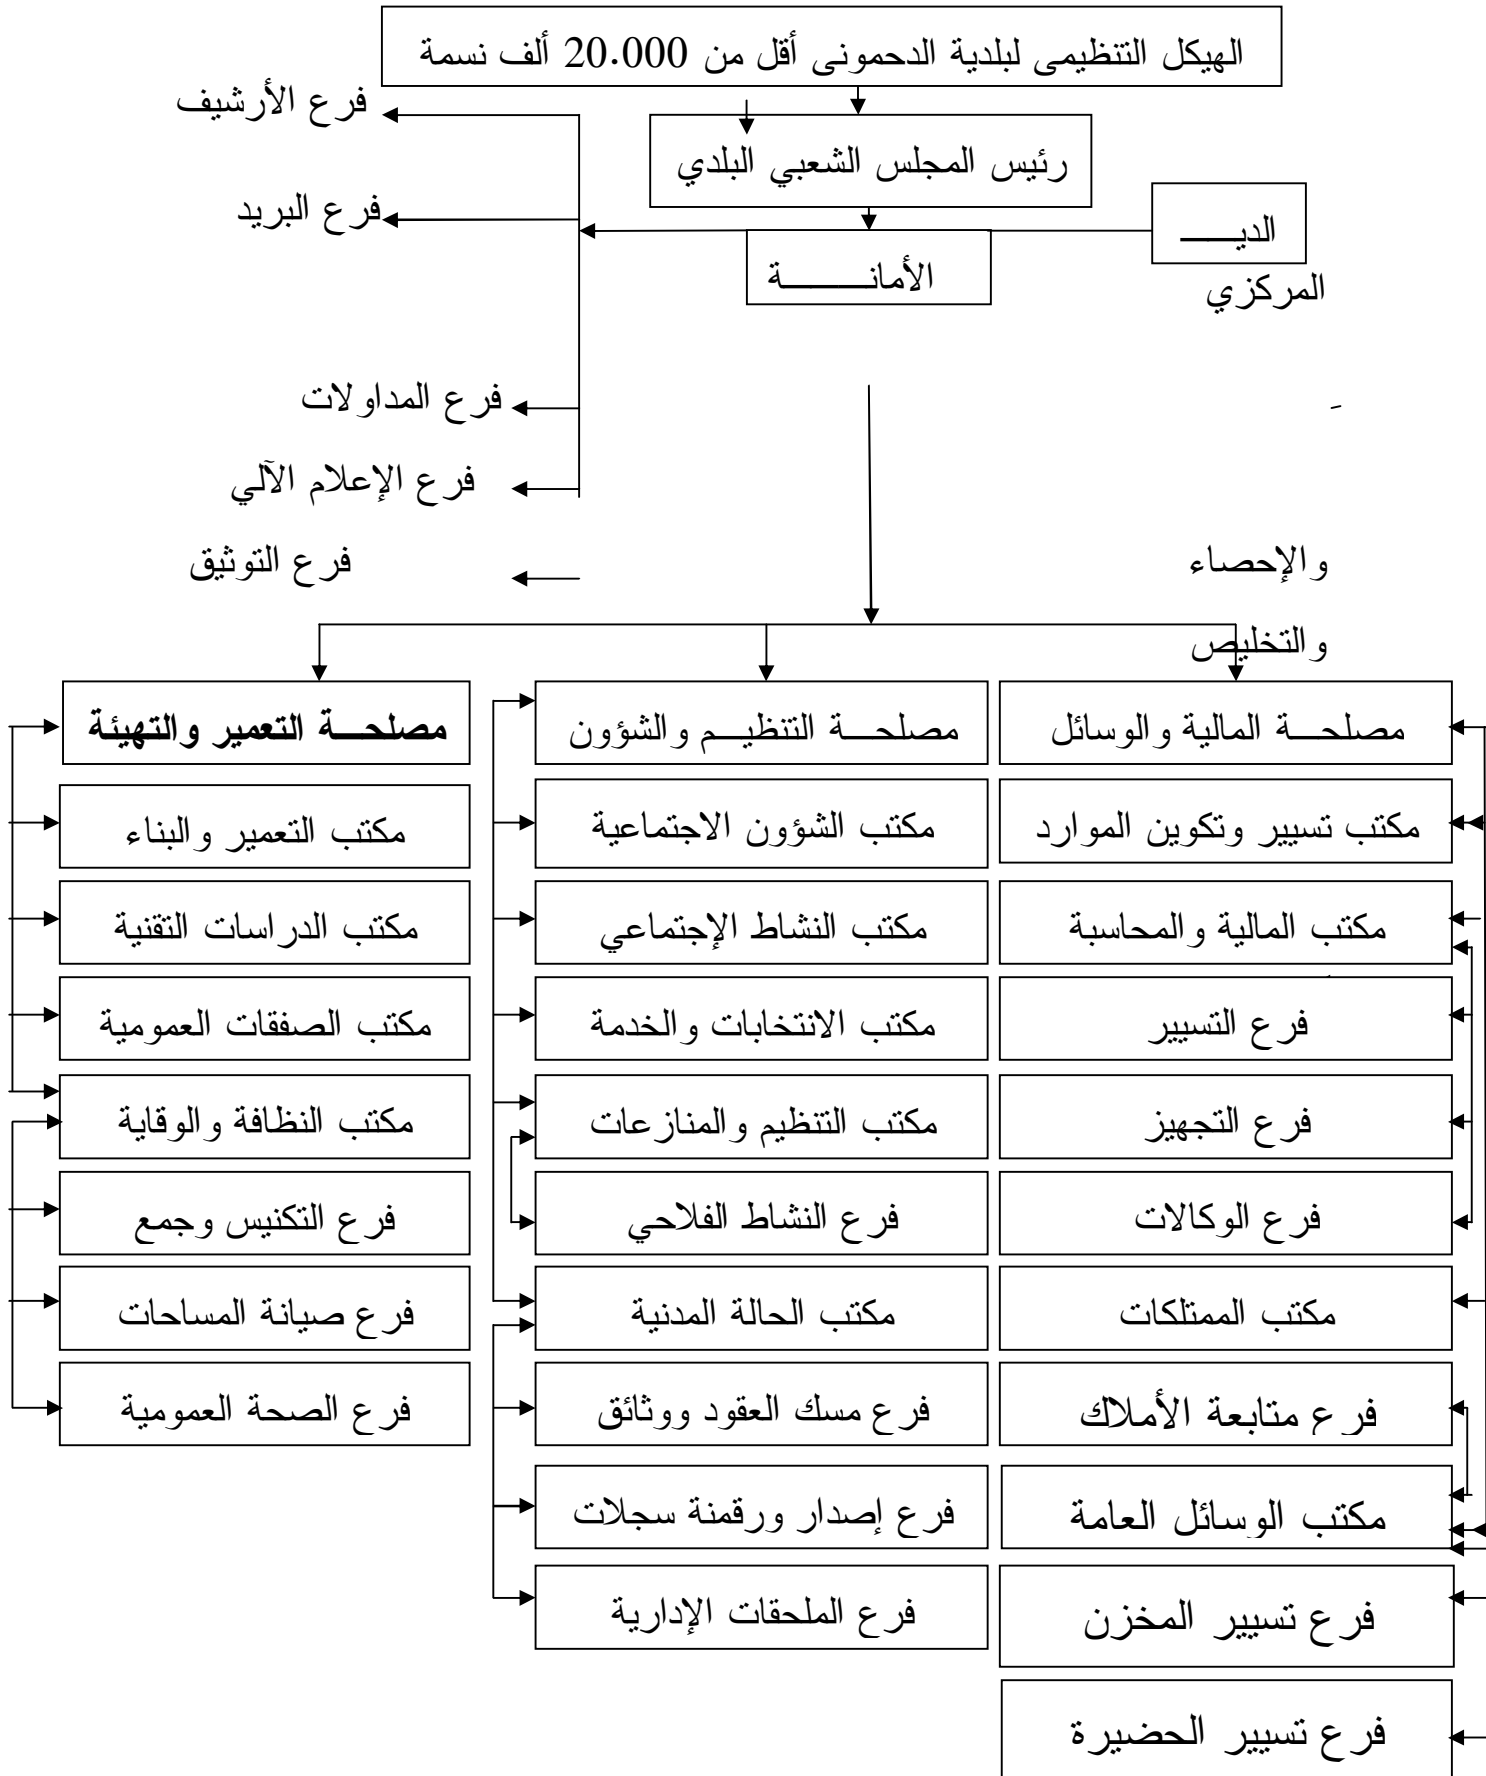 الهيكل التنظيمى لبلدية الدحمونى أقل من 20.000 ألف نسمة
رئيس المجلس الشعبي البلدي
الديـــــ
المركزي
الأمانـــــــــة
فرع الأرشيف
فرع البريد
فرع المداولات
فرع الإعلام الآلي
فرع التوثيق
والإحصاء
والتخليص
مصلحـــة المالية والوسائل
مكتب تسيير وتكوين الموارد
مكتب المالية والمحاسبة
فرع التسيير
فرع التجهيز
فرع الوكالات
مكتب الممتلكات
فرع متابعة الأملاك
مكتب الوسائل العامة
فرع تسيير المخزن
فرع تسيير الحضيرة
مصلحـــة التنظيـــم والشؤون
مكتب الشؤون الاجتماعية
مكتب النشاط الإجتماعي
مكتب الانتخابات والخدمة
مكتب التنظيم والمنازعات
فرع النشاط الفلاحي
مكتب الحالة المدنية
فرع مسك العقود ووثائق
فرع إصدار ورقمنة سجلات
فرع الملحقات الإدارية
مصلحـــة التعمير والتهيئة
مكتب التعمير والبناء
مكتب الدراسات التقنية
مكتب الصفقات العمومية
مكتب النظافة والوقاية
فرع التكنيس وجمع
فرع صيانة المساحات
فرع الصحة العمومية